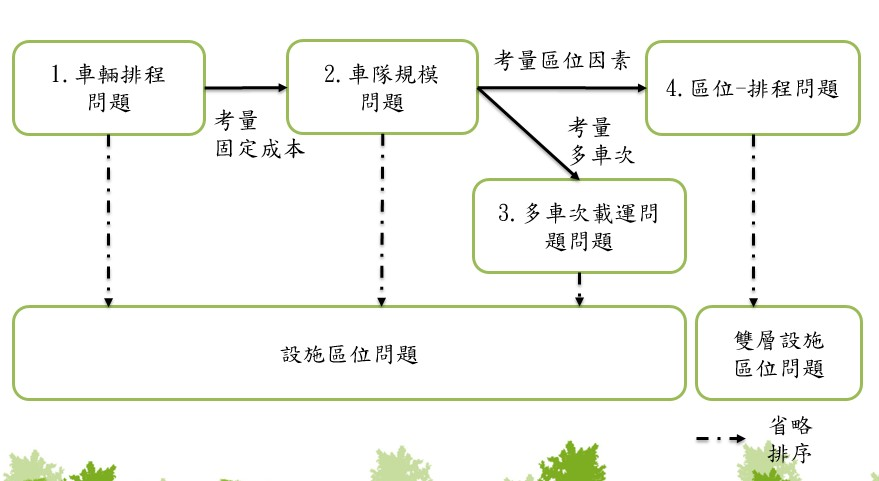 1.車輛排程
問題
考量
固定成本
2.車隊規模
問題
考量區位因素
考量
多車次
4.區位-排程問題
3.多車次載運問
題問題
設施區位問題
雙層設施
區位問題
省略
排序